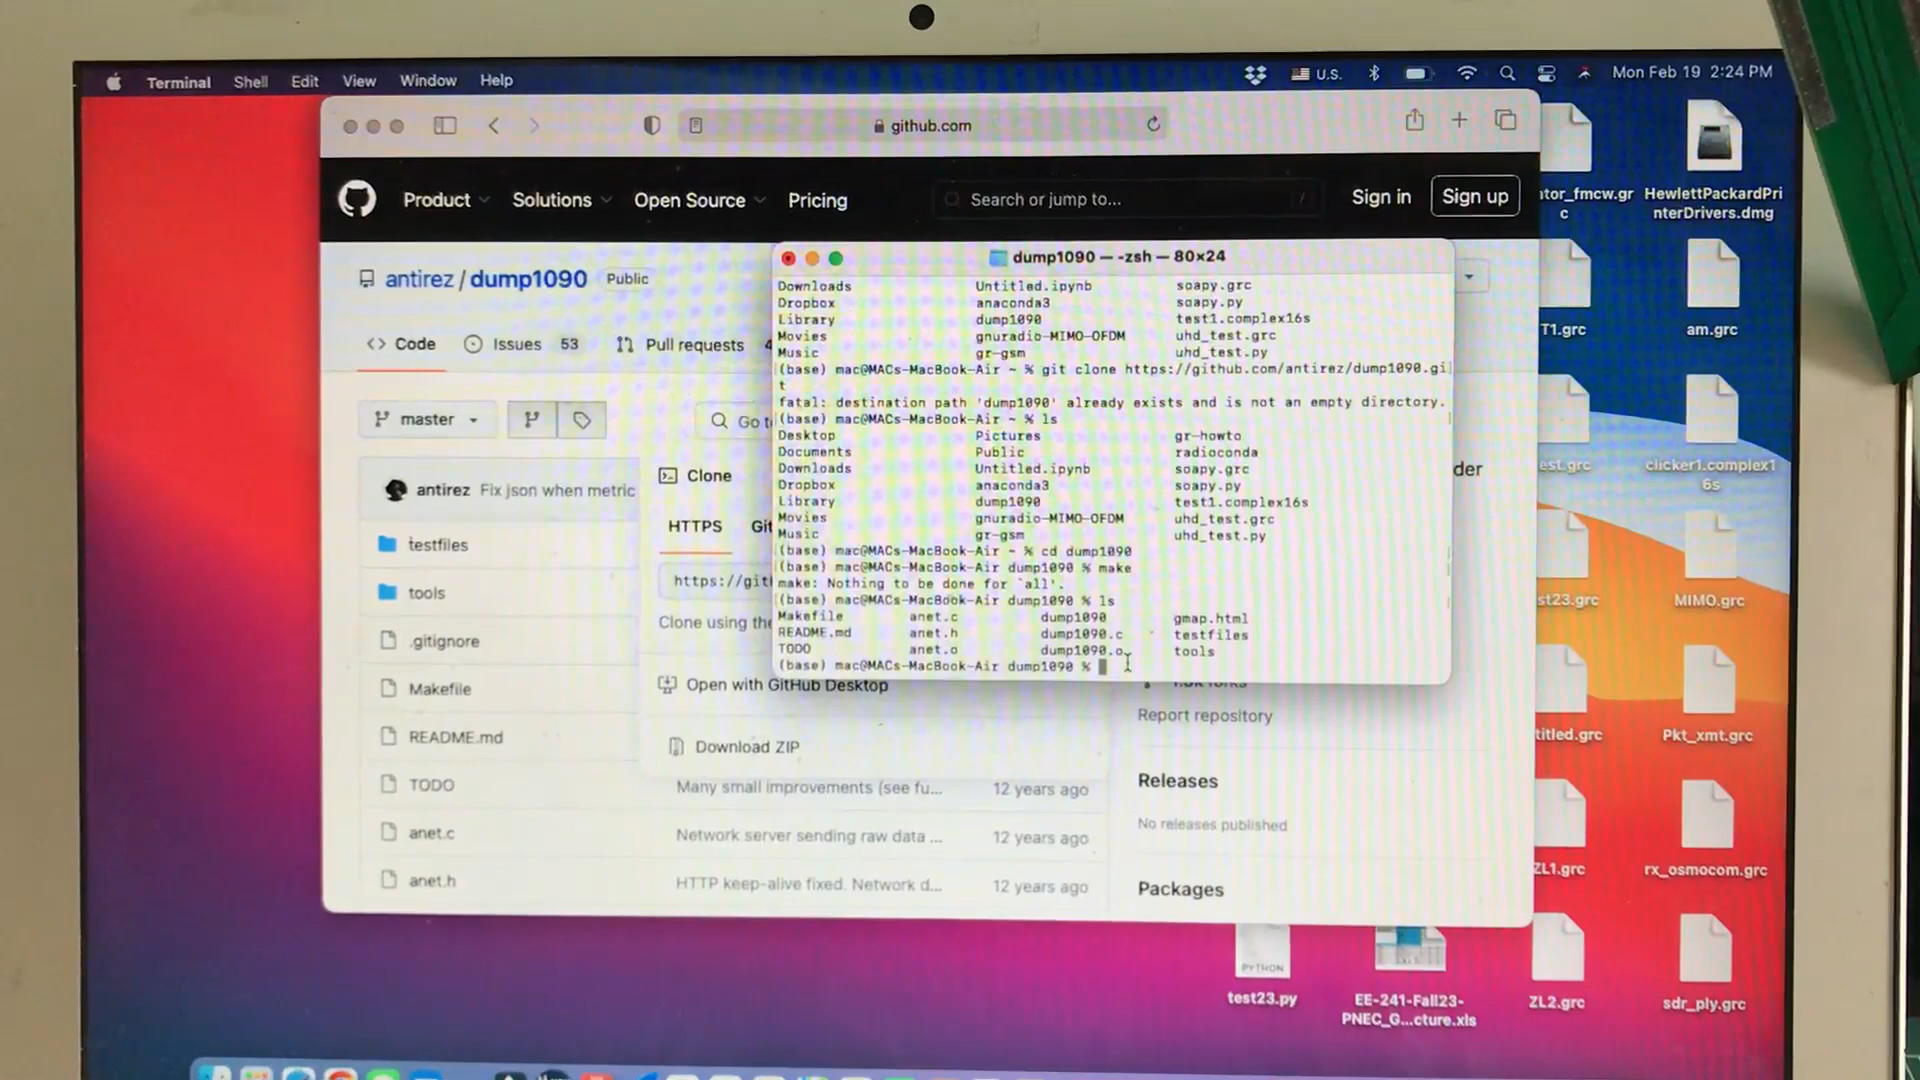 Terminal Shell Edit View Window Help
U.S. Mon Feb 19 2:24 PM
github.com
Product Solutions Open Source Pricing
Search or jump to... /
Sign in Sign up
antirez / dump1090 Public
Code Issues 53 Pull requests
master
antirez Fix json when metric
testfiles
tools
.gitignore
Makefile
README.md
TODO
Many small improvements (see fu... 12 years ago
anet.c
Network server sending raw data ... 12 years ago
anet.h
HTTP keep-alive fixed. Network d... 12 years ago
Clone
HTTPS
Clone using the
Open with GitHub Desktop
Download ZIP
Report repository
Releases
No releases published
Packages
dump1090 — -zsh — 80×24
Downloads Untitled.ipynb soapy.grc
Dropbox anaconda3 soapy.py
Library dump1090 test1.complex16s
Movies gnuradio-MIMO-OFDM uhd_test.grc
Music gr-gsm uhd_test.py
(base) mac@MACs-MacBook-Air ~ % git clone https://github.com/antirez/dump1090.gi
t
fatal: destination path 'dump1090' already exists and is not an empty directory.
(base) mac@MACs-MacBook-Air ~ % ls
Desktop Pictures gr-howto
Documents Public radioconda
Downloads Untitled.ipynb soapy.grc
Dropbox anaconda3 soapy.py
Library dump1090 test1.complex16s
Movies gnuradio-MIMO-OFDM uhd_test.grc
Music gr-gsm uhd_test.py
(base) mac@MACs-MacBook-Air ~ % cd dump1090
(base) mac@MACs-MacBook-Air dump1090 % make
make: Nothing to be done for `all'.
(base) mac@MACs-MacBook-Air dump1090 % ls
Makefile anet.c dump1090 gmap.html
README.md anet.h dump1090.c testfiles
TODO anet.o dump1090.o tools
(base) mac@MACs-MacBook-Air dump1090 %
HewlettPackardPri
nterDrivers.dmg
T1.grc am.grc
clicker1.complex1
6s
MIMO.grc
Pkt_xmt.grc
ZL1.grc rx_osmocom.grc
PYTHON
test23.py
EE-241-Fall23-
PNEC_G...cture.xls
ZL2.grc sdr_ply.grc